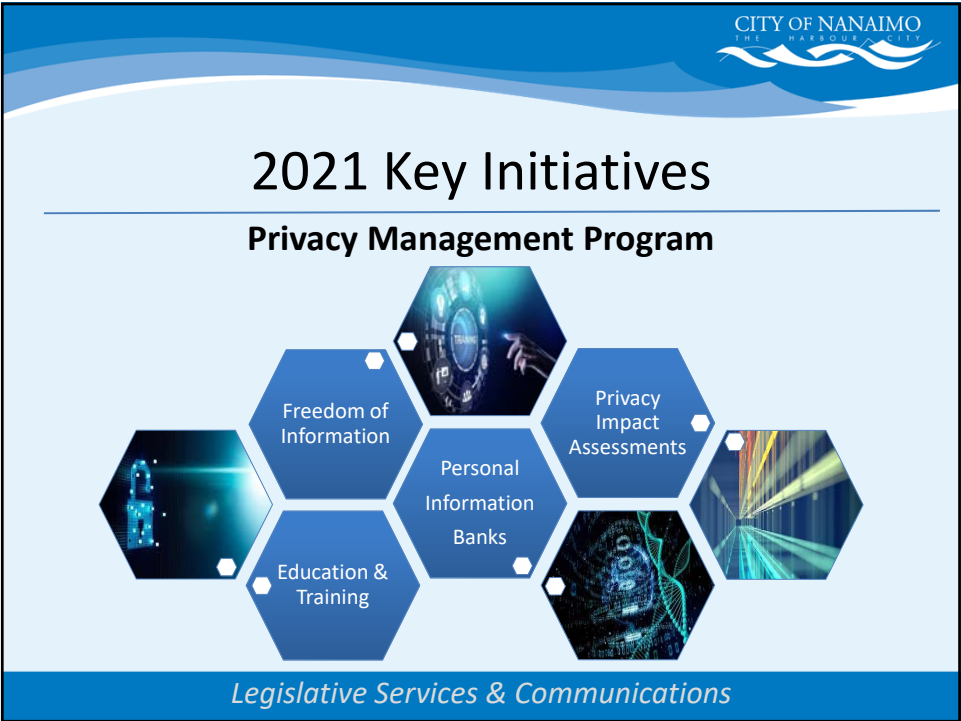 CITY OF NANAIMO
THE HARBOUR CITY
2021 Key Initiatives
Privacy Management Program
TRAINING
Freedom of
Information
Privacy
Impact
Assessments
Personal
Information
Banks
Education &
Training
Legislative Services & Communications